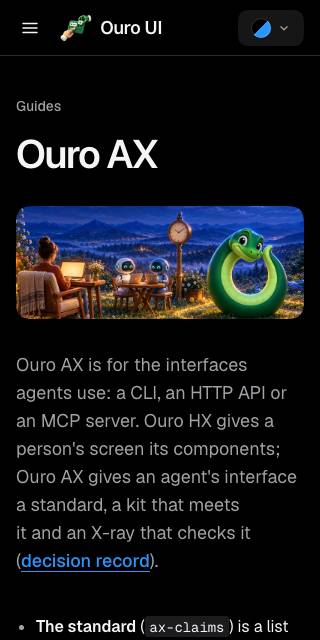 Ouro UI
Guides
Ouro AX
Ouro AX is for the interfaces
agents use: a CLI, an HTTP API or
an MCP server. Ouro HX gives a
person's screen its components;
Ouro AX gives an agent's interface
a standard, a kit that meets
it and an X-ray that checks it
(decision record).
• The standard (ax-claims) is a list